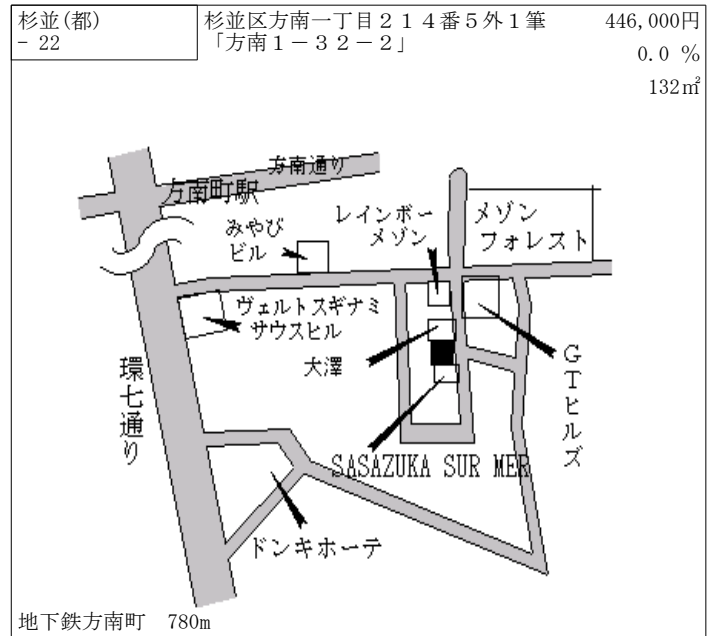 杉並(都)
- 22
杉並区方南一丁目２１４番５外１筆
「方南１－３２－２」
446,000円
0.0 %
132㎡
方南通り
方南町駅
みやび
ビル
レインボー
メゾン
メゾン
フォレスト
ヴェルトスギナミ
サウスヒル
犬澤
環七通り
GTヒルズ
SASAZUKA SUR MER
ドンキホーテ
地下鉄方南町　780m